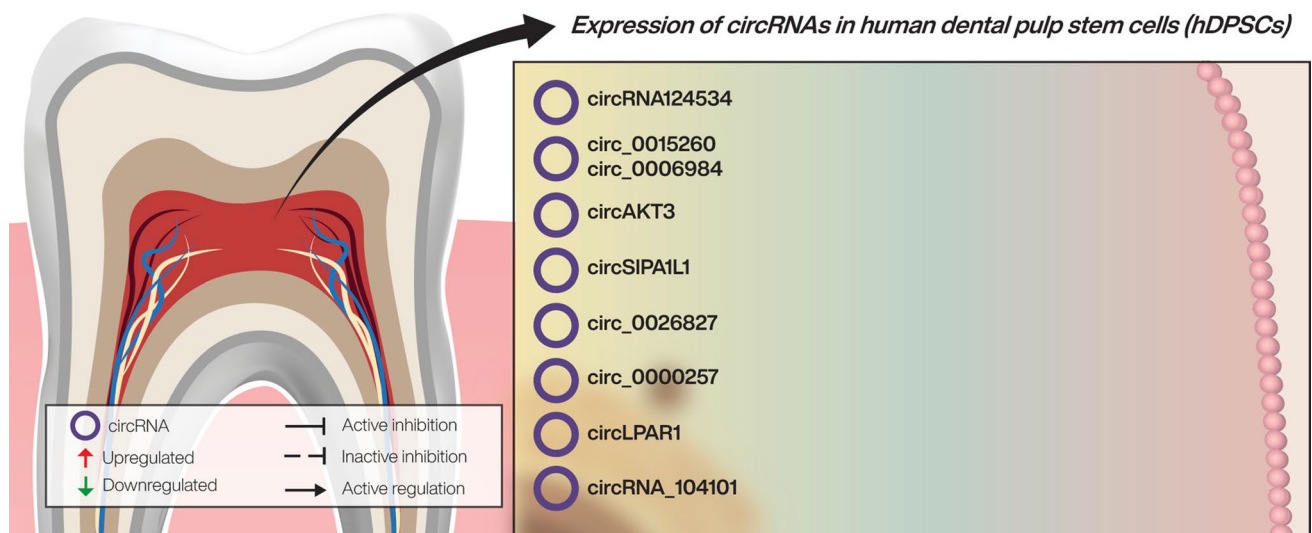 Expression of circRNAs in human dental pulp stem cells (hDPSCs)
circRNA124534
circ_0015260
circ_0006984
circAKT3
circSIPA1L1
circ_0026827
circ_0000257
circLPAR1
circRNA_104101
circRNA
Upregulated
Downregulated
Active inhibition
Inactive inhibition
Active regulation